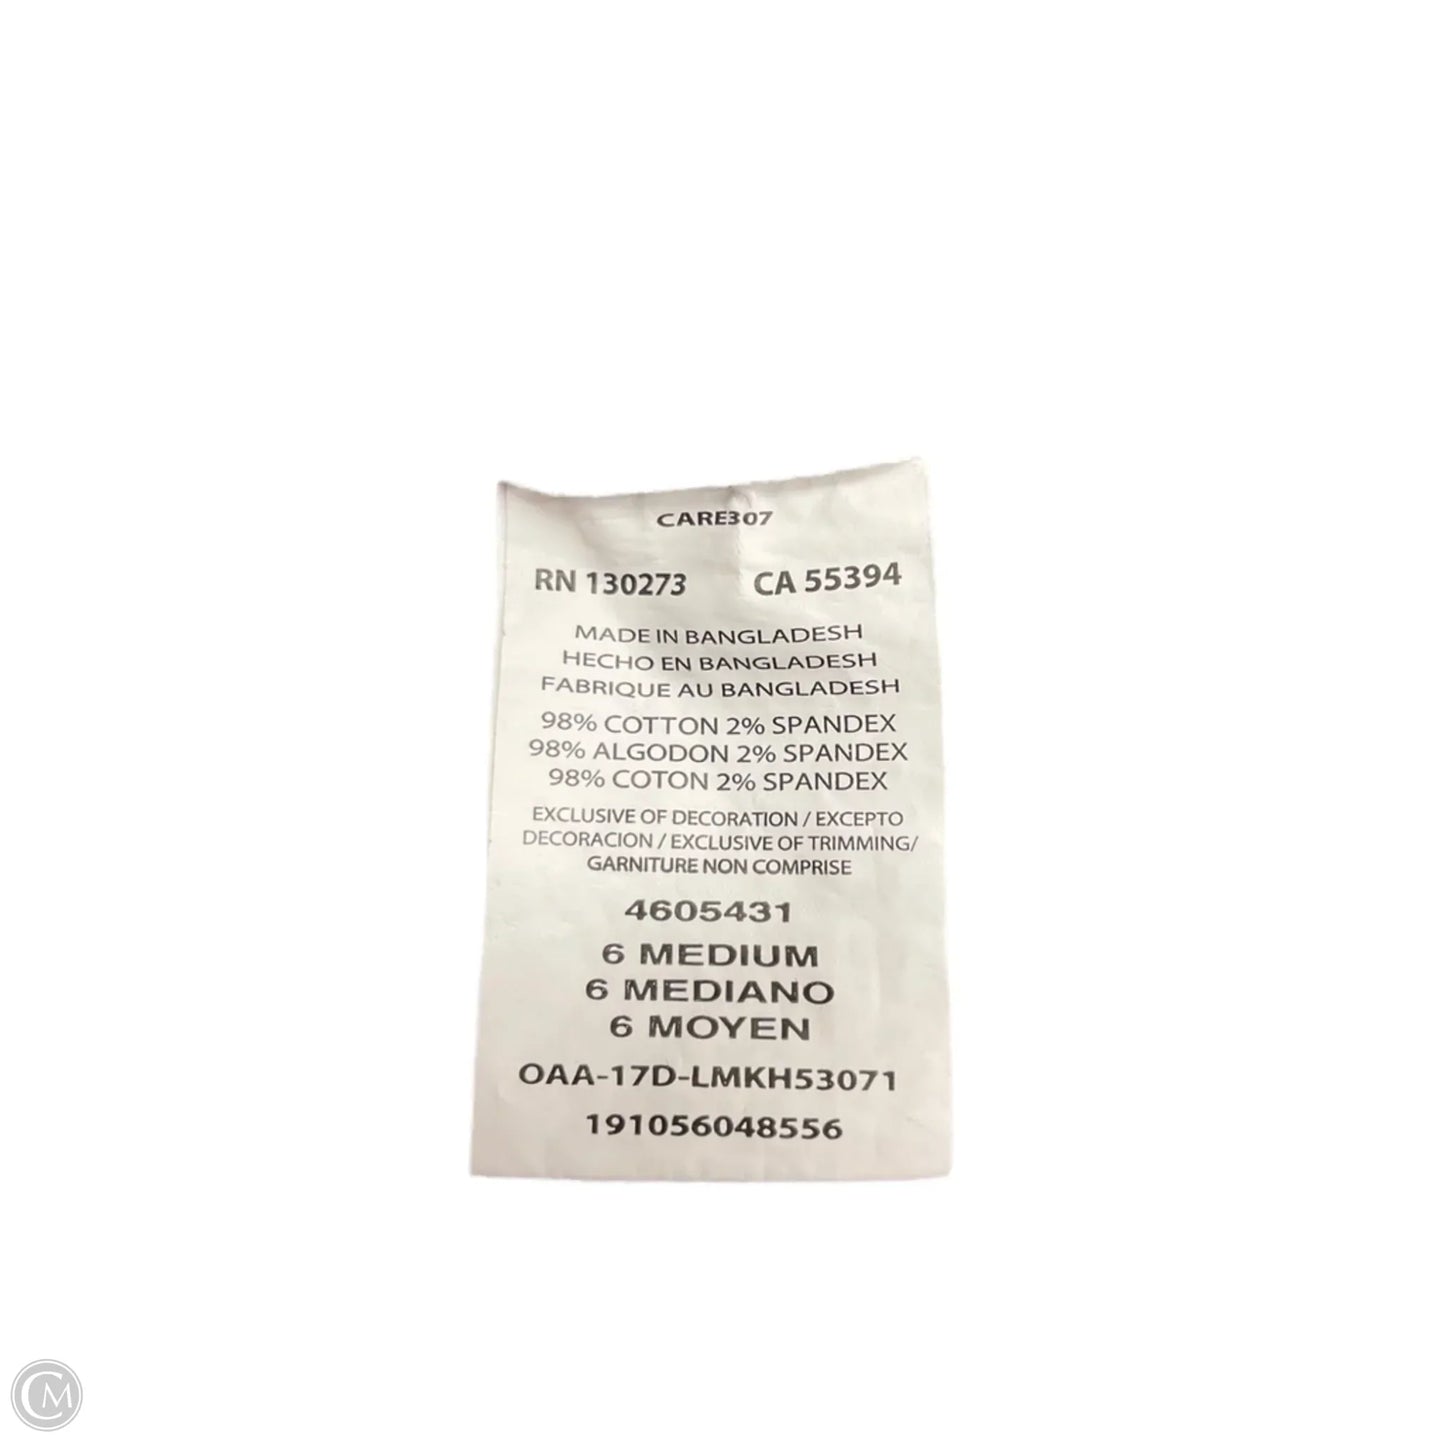 CARE307
RN 130273 CA 55394
MADE IN BANGLADESH
HECHO EN BANGLADESH
FABRIQUE AU BANGLADESH
98% COTTON 2% SPANDEX
98% ALGODON 2% SPANDEX
98% COTON 2% SPANDEX
EXCLUSIVE OF DECORATION / EXCEPTO
DECORACION / EXCLUSIVE OF TRIMMING/
GARNITURE NON COMPRISE
4605431
6 MEDIUM
6 MEDIANO
6 MOYEN
OAA-17D-LMKH53071
191056048556
CM